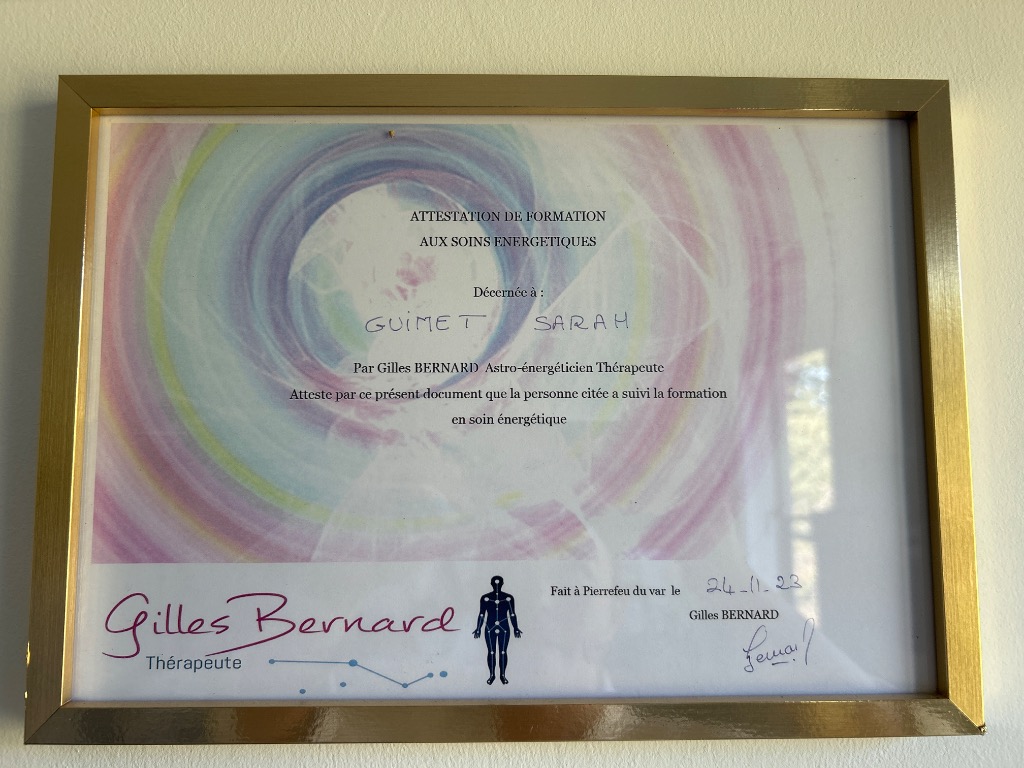 ATTESTATION DE FORMATION
AUX SOINS ENERGETIQUES
Décernée à :
GUIMET SARAH
Par Gilles BERNARD Astro-énergéticien Thérapeute
Atteste par ce présent document que la personne citée a suivi la formation
en soin énergétique
Gilles Bernard
Thérapeute
Fait à Pierrefeu du var le 24-11-23
Gilles BERNARD